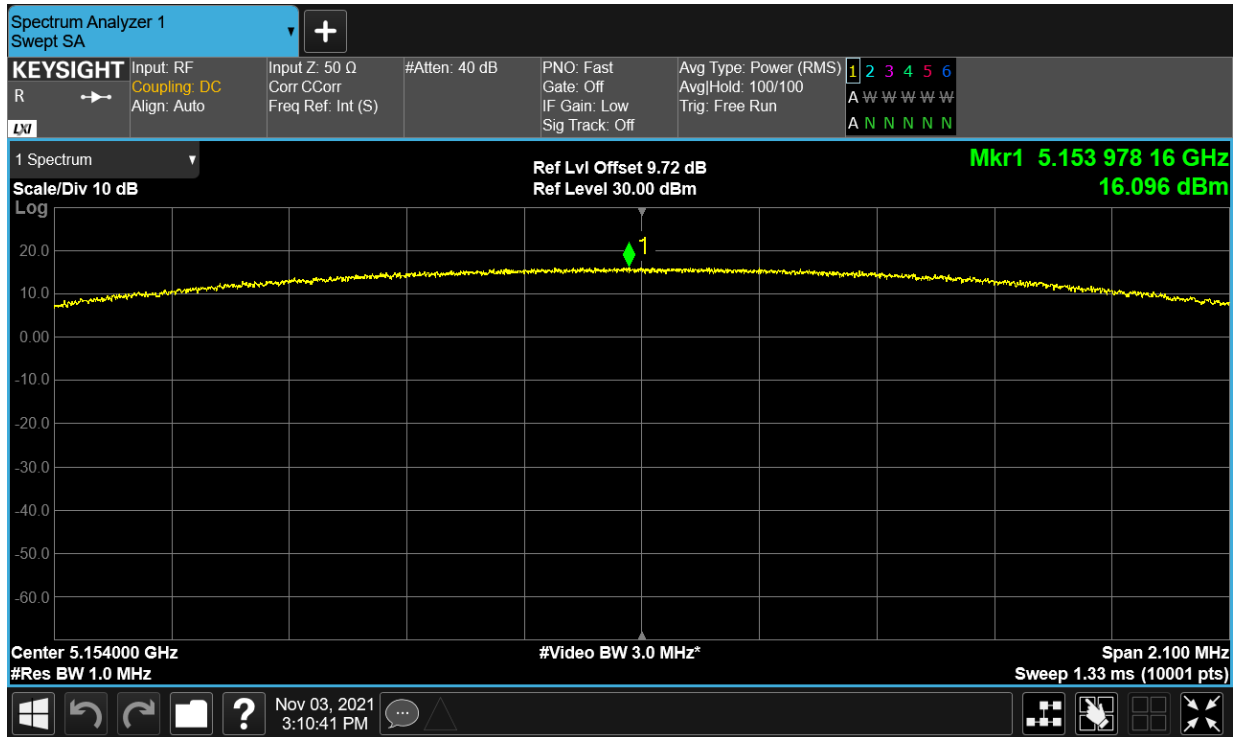 Spectrum Analyzer 1
Swept SA
+
KEYSIGHT
R
LXI
Input: RF
Coupling: DC
Align: Auto
Input Z: 50 Ω
Corr CCorr
Freq Ref: Int (S)
#Atten: 40 dB
PNO: Fast
Gate: Off
IF Gain: Low
Sig Track: Off
Avg Type: Power (RMS)
Avg|Hold: 100/100
Trig: Free Run
1 2 3 4 5 6
A W W W W W
A N N N N N
1 Spectrum
Scale/Div 10 dB
Log
Ref Lvl Offset 9.72 dB
Ref Level 30.00 dBm
Mkr1 5.153 978 16 GHz
16.096 dBm
1
20.0
10.0
0.00
-10.0
-20.0
-30.0
-40.0
-50.0
-60.0
Center 5.154000 GHz
#Res BW 1.0 MHz
#Video BW 3.0 MHz*
Span 2.100 MHz
Sweep 1.33 ms (10001 pts)
?
Nov 03, 2021
3:10:41 PM